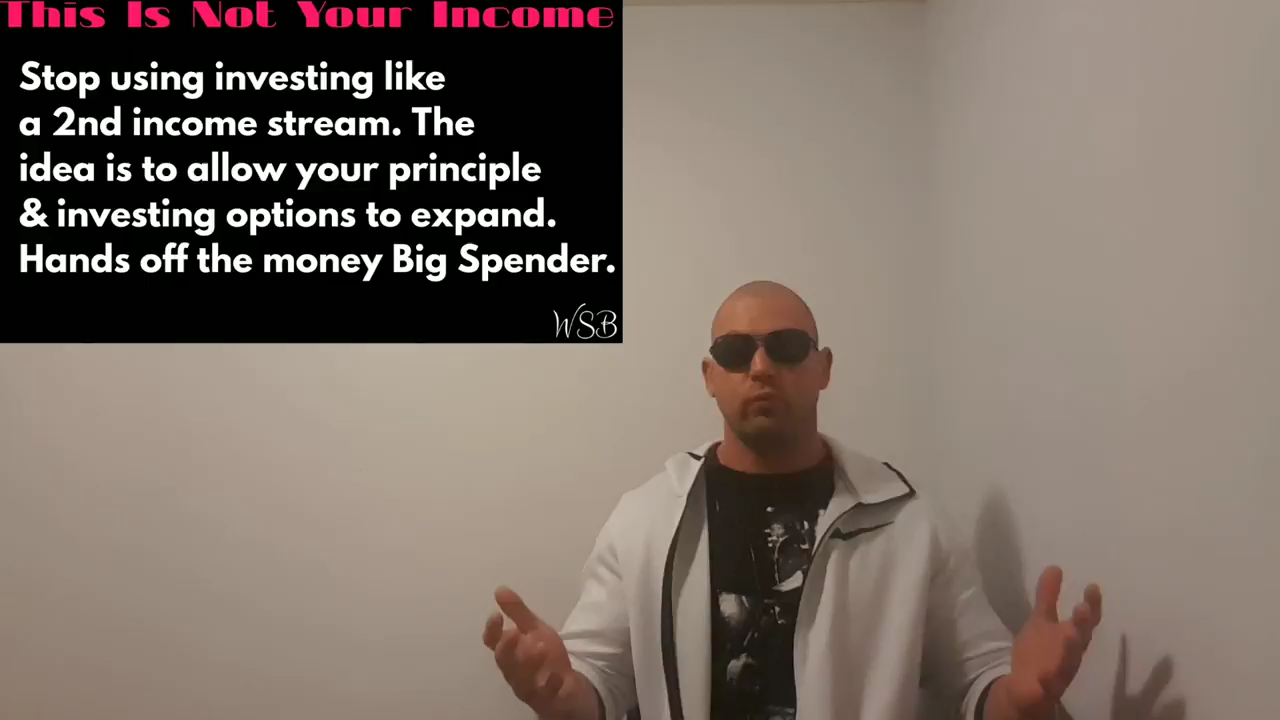 This Is Not Your Income
Stop using investing like
a 2nd income stream. The
idea is to allow your principle
& investing options to expand.
Hands off the money Big Spender.
WSB